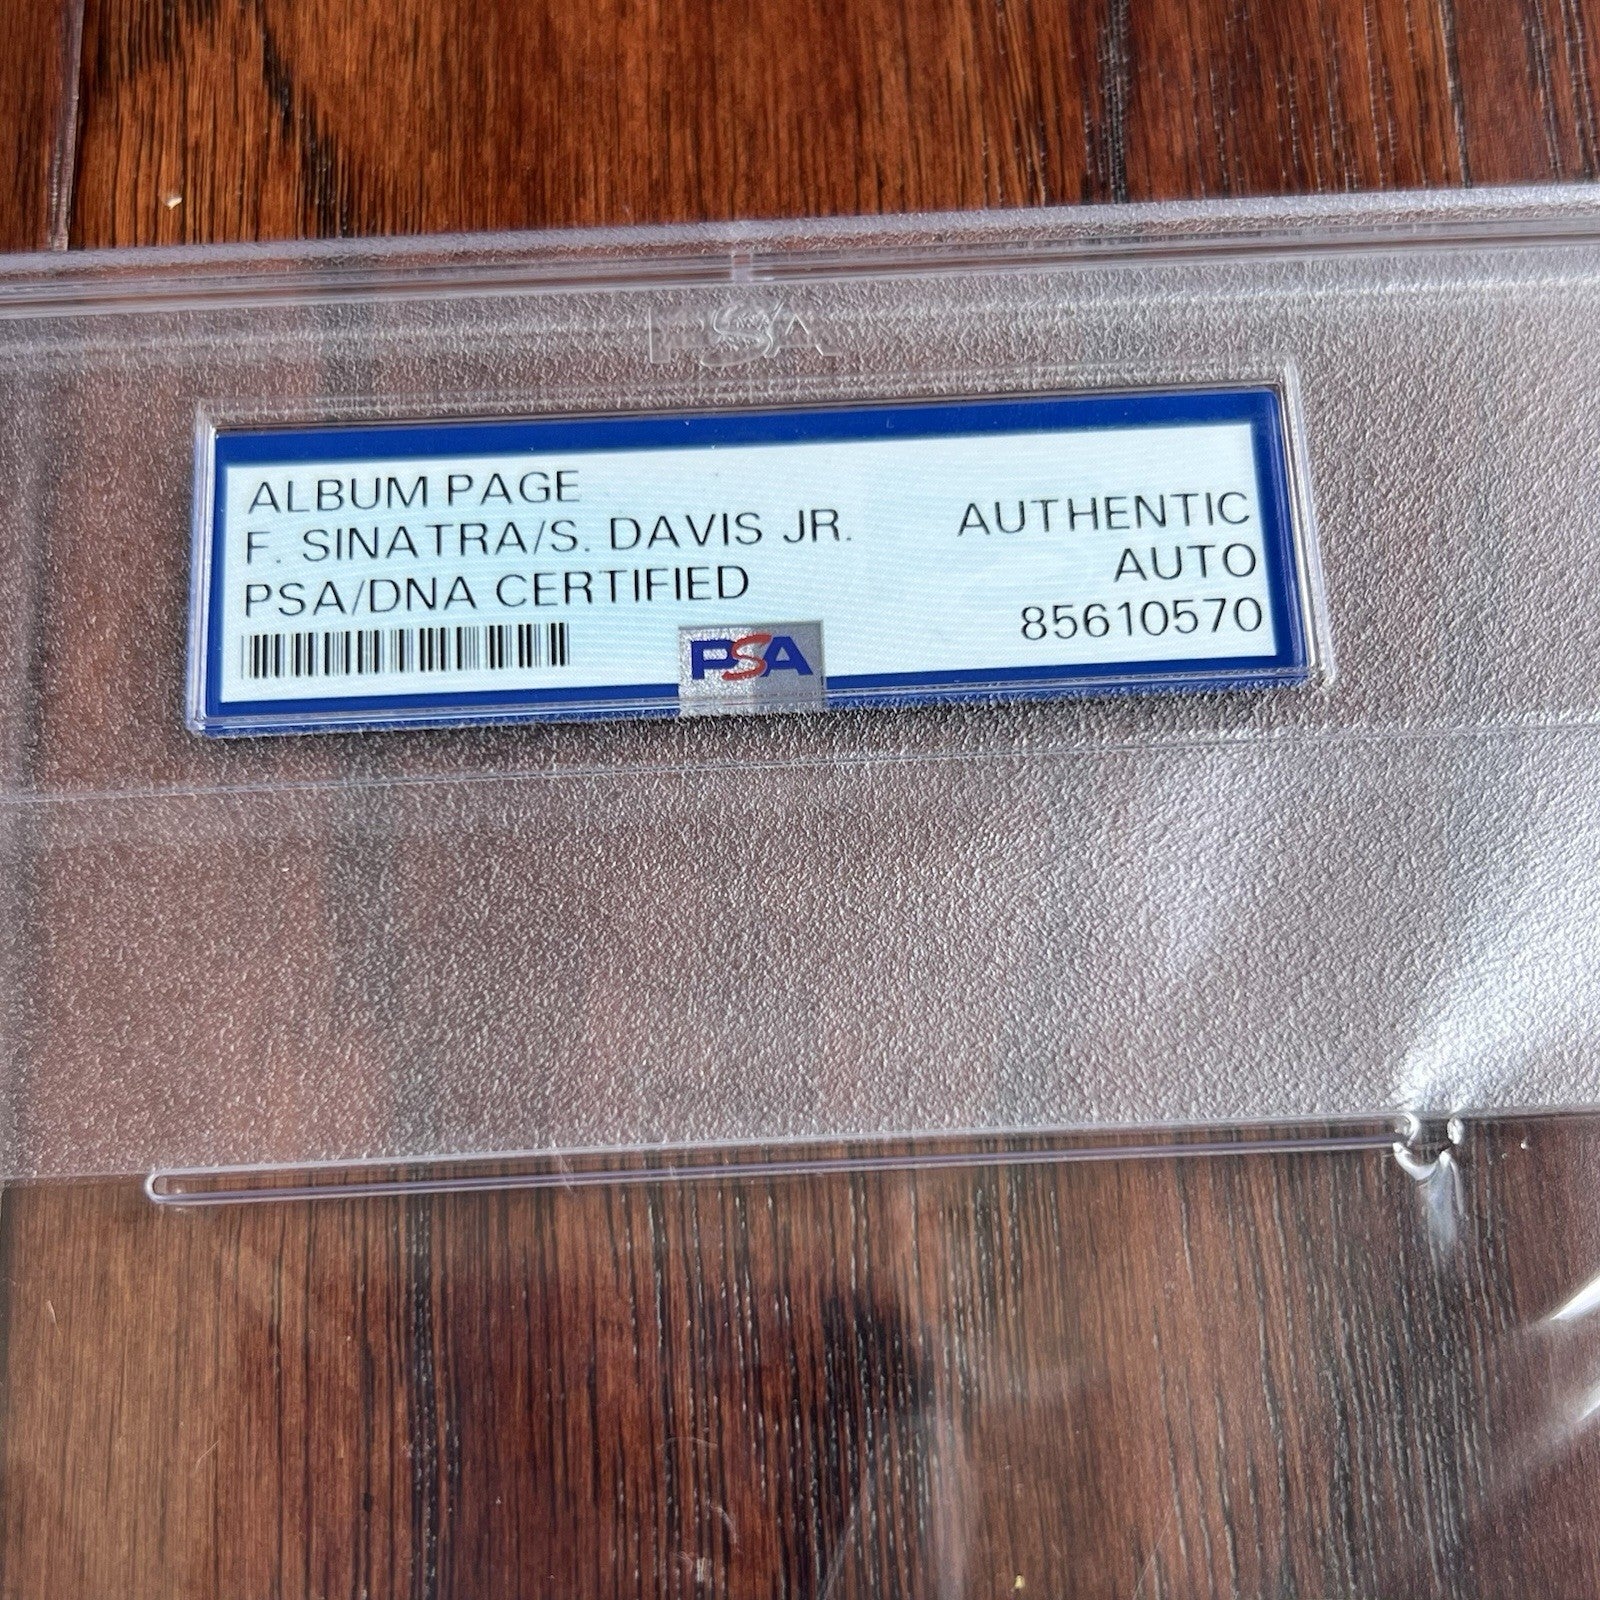 PSA
ALBUM PAGE
F. SINATRA/S. DAVIS JR.
PSA/DNA CERTIFIED
AUTHENTIC
AUTO
85610570
PSA